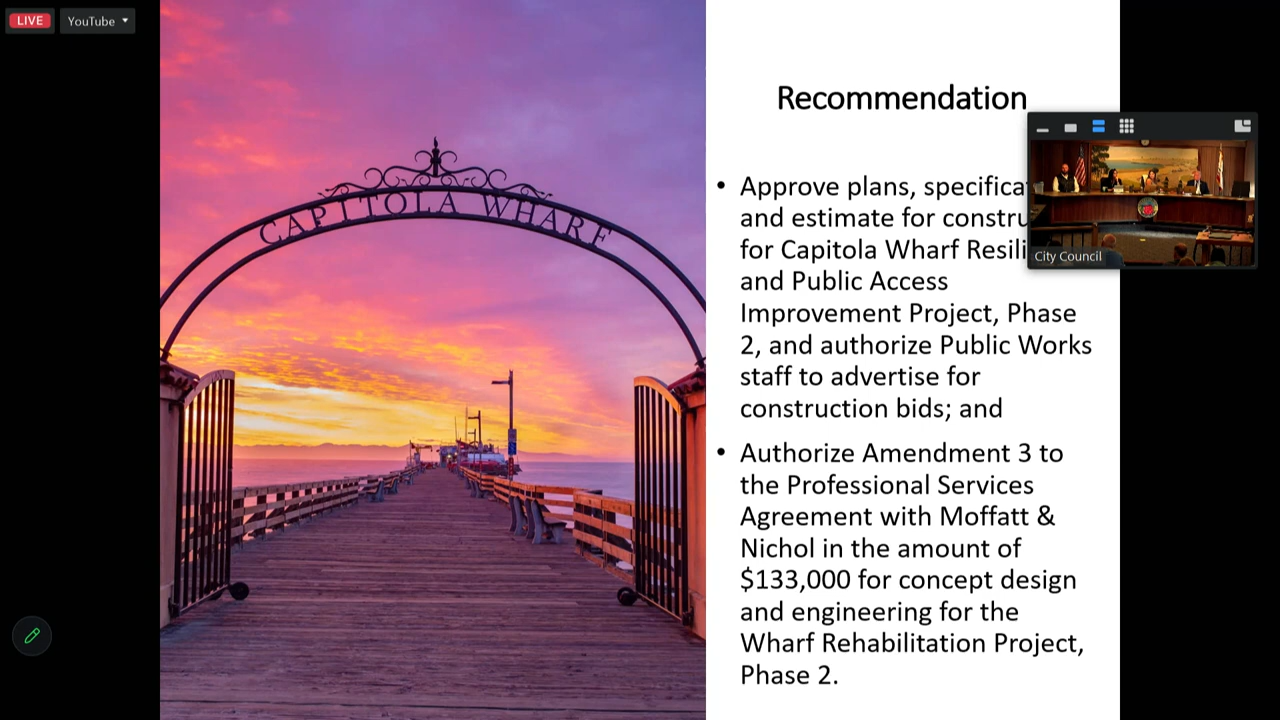 LIVE
YouTube
CAPITOLA WHARF
Recommendation
• Approve plans, specifica
and estimate for constru
for Capitola Wharf Resili
and Public Access
Improvement Project, Phase
2, and authorize Public Works
staff to advertise for
construction bids; and
• Authorize Amendment 3 to
the Professional Services
Agreement with Moffatt &
Nichol in the amount of
$133,000 for concept design
and engineering for the
Wharf Rehabilitation Project,
Phase 2.
City Council